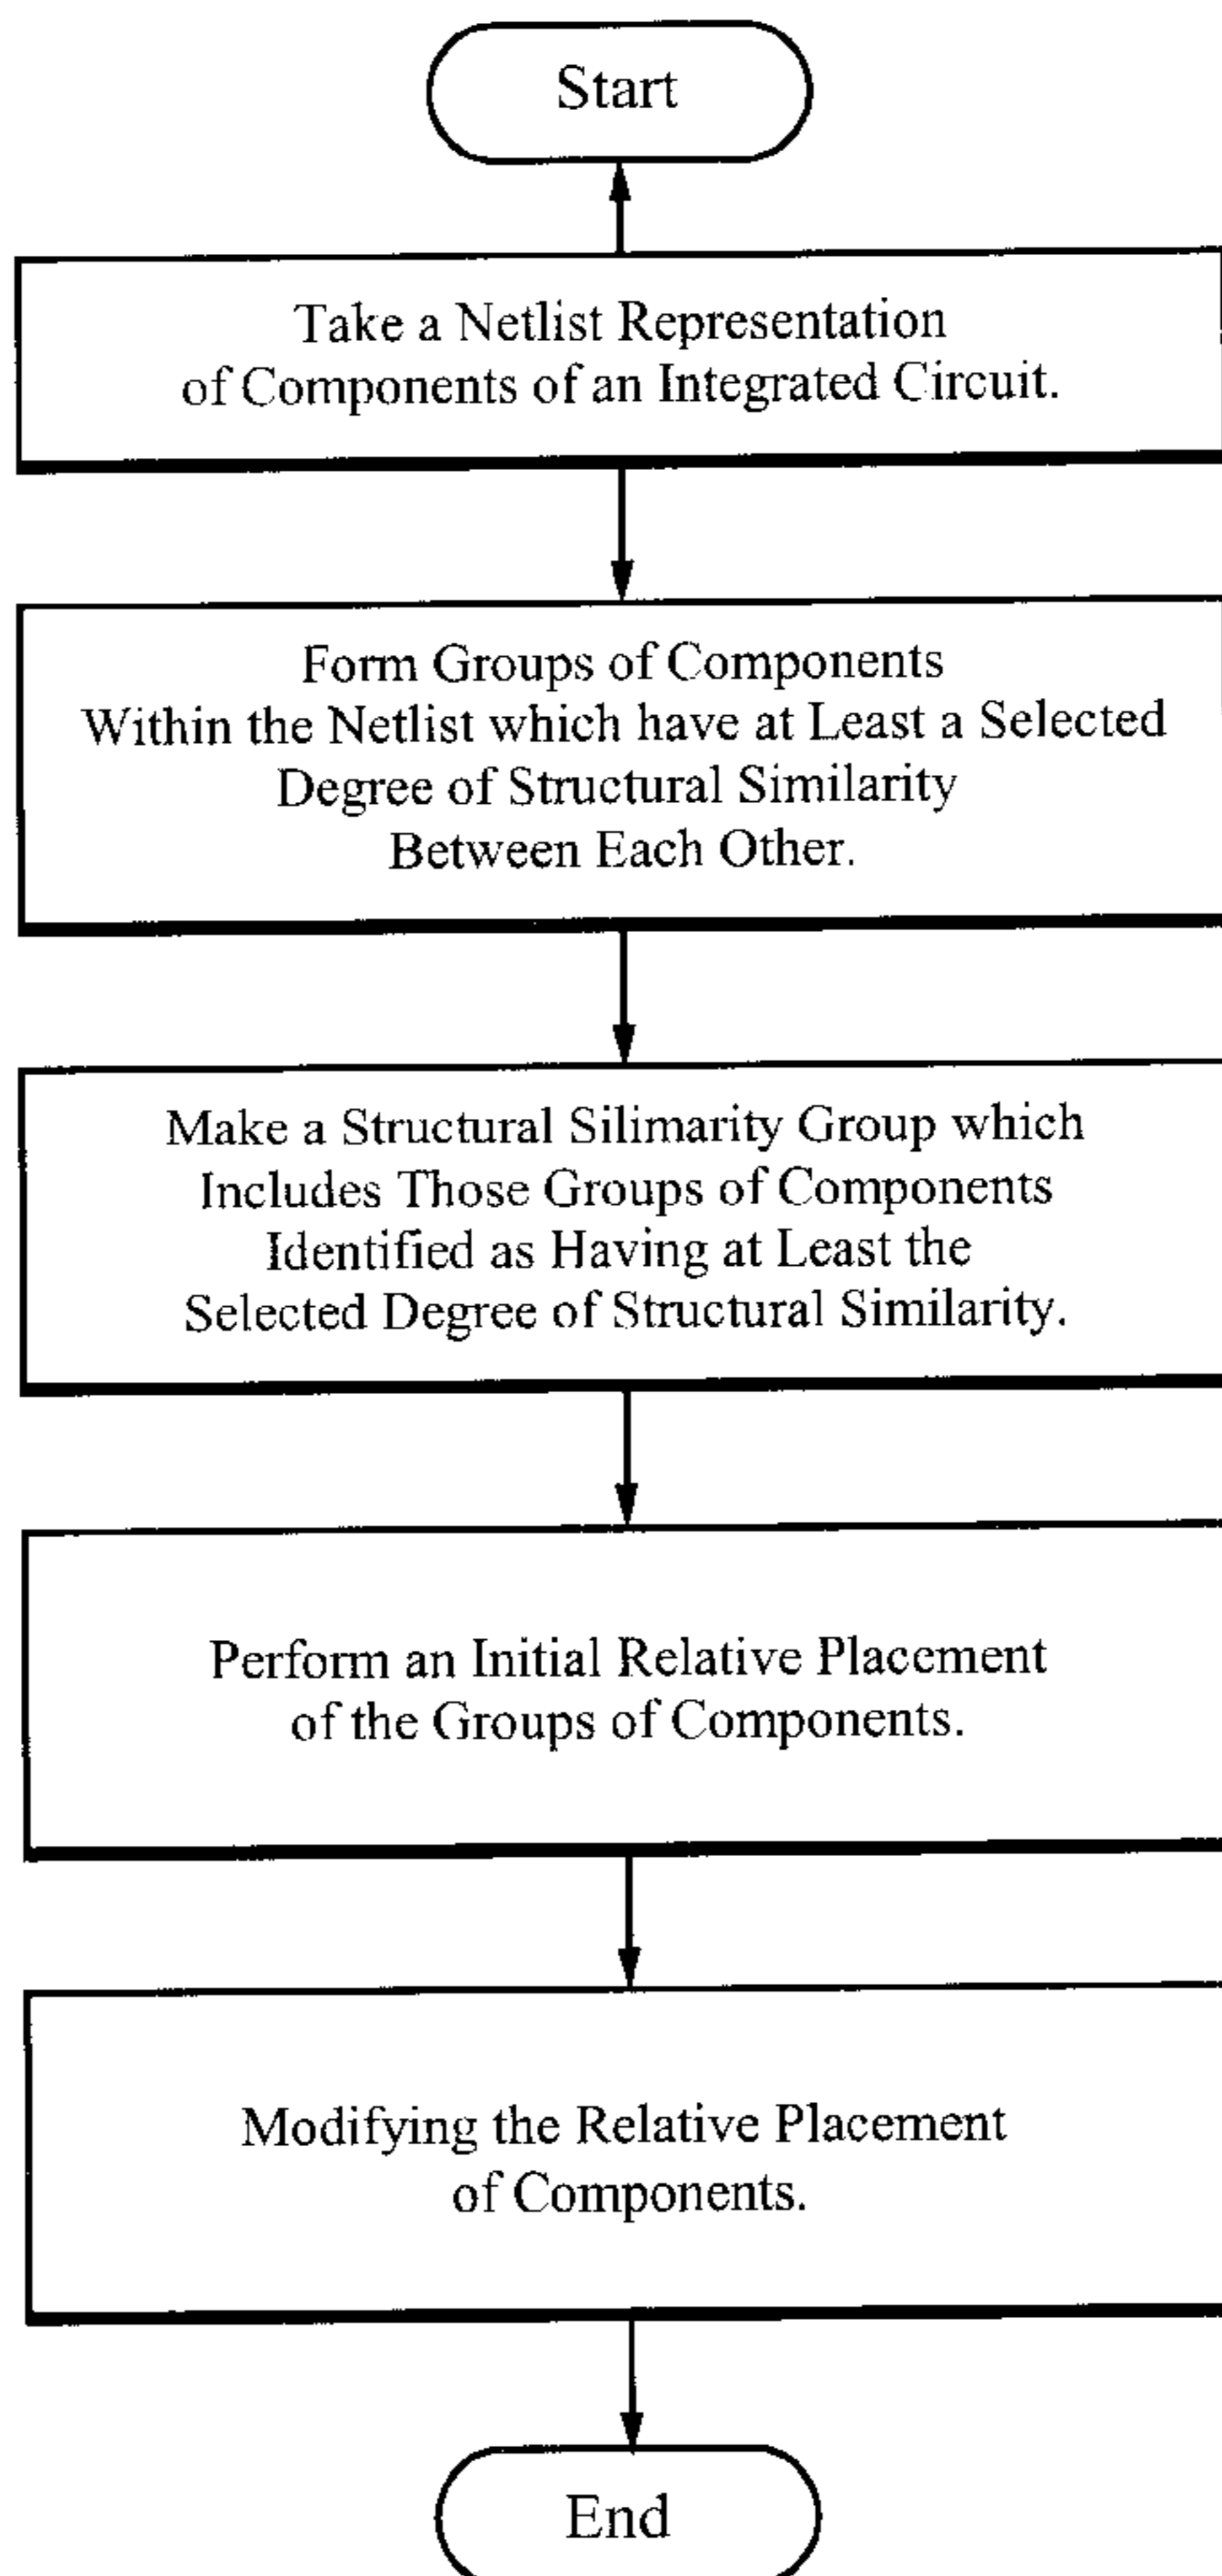 Start
Take a Netlist Representation
of Components of an Integrated Circuit.
Form Groups of Components
Within the Netlist which have at Least a Selected
Degree of Structural Similarity
Between Each Other.
Make a Structural Silimarity Group which
Includes Those Groups of Components
Identified as Having at Least the
Selected Degree of Structural Similarity.
Perform an Initial Relative Placement
of the Groups of Components.
Modifying the Relative Placement
of Components.
End